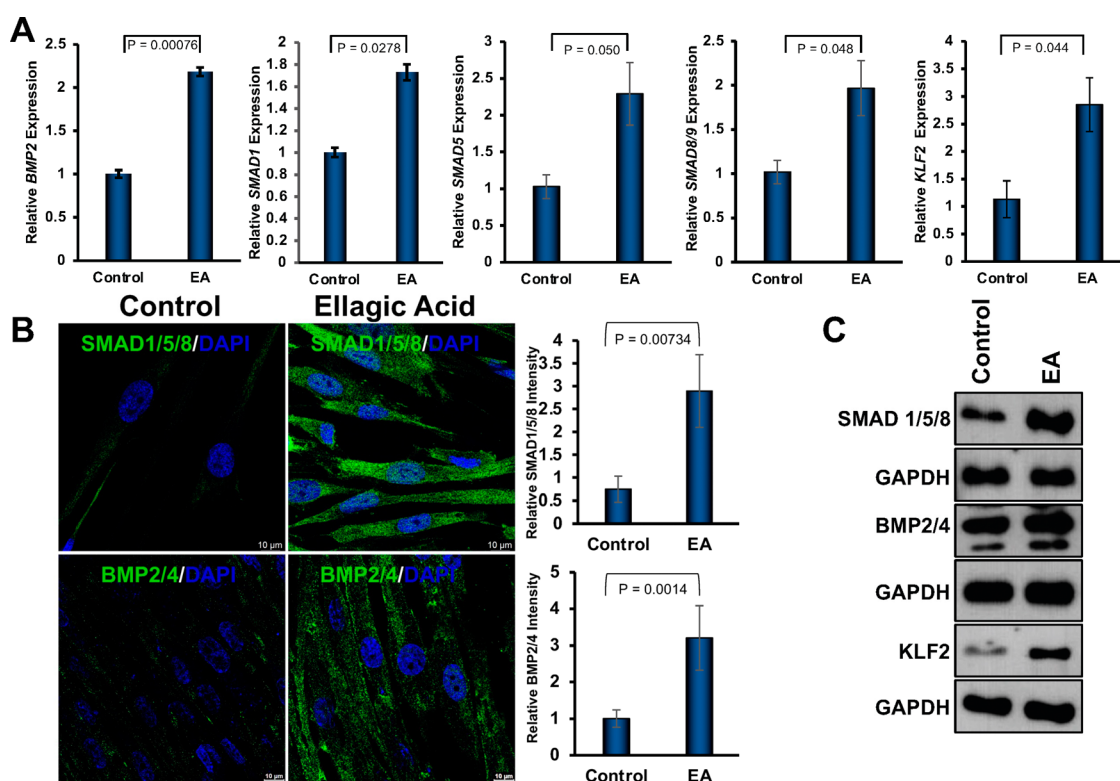 A
Relative BMP2 Expression
2.5
2
1.5
1
0.5
0
P = 0.00076
Control
EA
Relative SMAD1 Expression
2
1.8
1.6
1.4
1.2
1
0.8
0.6
0.4
0.2
0
P = 0.0278
Control
EA
Relative SMAD5 Expression
3
2.5
2
1.5
1
0.5
0
P = 0.050
Control
EA
Relative SMAD8/9 Expression
2.5
2
1.5
1
0.5
0
P = 0.048
Control
EA
Relative KLF2 Expression
4
3.5
3
2.5
2
1.5
1
0.5
0
P = 0.044
Control
EA
B
Control
Ellagic Acid
SMAD1/5/8/DAPI
10 µm
SMAD1/5/8/DAPI
10 µm
Relative SMAD1/5/8 Intensity
4
3.5
3
2.5
2
1.5
1
0.5
0
P = 0.00734
Control
EA
BMP2/4/DAPI
10 µm
BMP2/4/DAPI
10 µm
Relative BMP2/4 Intensity
5
4
3
2
1
0
P = 0.0014
Control
EA
C
Control
EA
SMAD 1/5/8
GAPDH
BMP2/4
GAPDH
KLF2
GAPDH